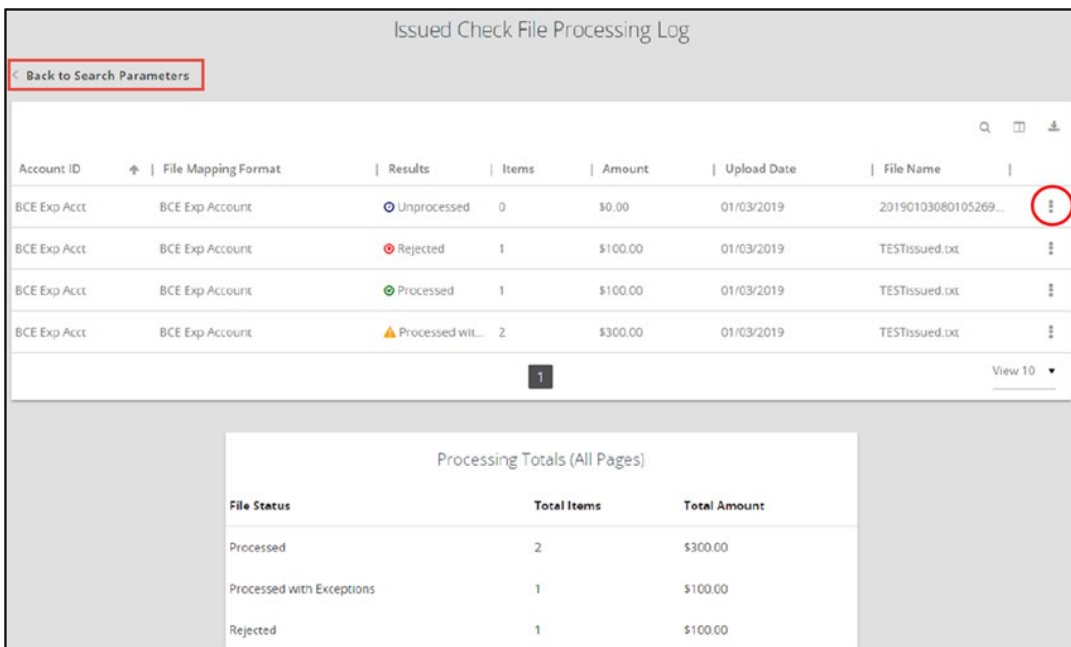 Issued Check File Processing Log
< Back to Search Parameters
Account ID ↑ | File Mapping Format | Results | Items | Amount | Upload Date | File Name |
BCE Exp Acct BCE Exp Account Unprocessed 0 $0.00 01/03/2019 20190103080105269...
BCE Exp Acct BCE Exp Account Rejected 1 $100.00 01/03/2019 TESTissued.txt
BCE Exp Acct BCE Exp Account Processed 1 $100.00 01/03/2019 TESTissued.txt
BCE Exp Acct BCE Exp Account Processed wit... 2 $300.00 01/03/2019 TESTissued.txt
1
View 10
Processing Totals (All Pages)
File Status Total Items Total Amount
Processed 2 $300.00
Processed with Exceptions 1 $100.00
Rejected 1 $100.00